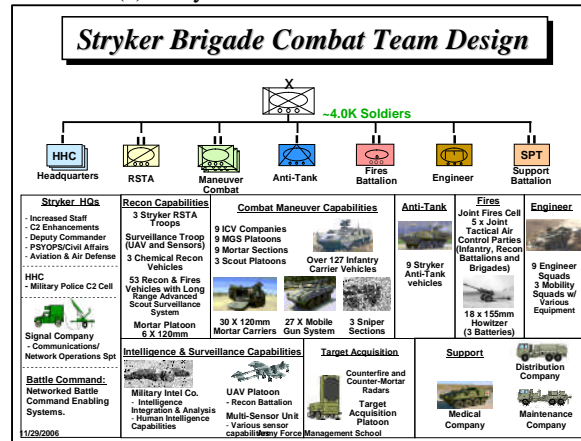 Stryker Brigade Combat Team Design
X
~4.0K Soldiers
HHC
SPT
Headquarters
RSTA
Maneuver
Combat
Anti-Tank
Fires
Battalion
Engineer
Support
Battalion
Stryker HQs
- Increased Staff
- C2 Enhancements
- Deputy Commander
- PSYOPS/Civil Affairs
- Aviation & Air Defense
HHC
- Military Police C2 Cell
Signal Company
- Communications/
Network Operations Spt
Battle Command:
Networked Battle
Command Enabling
Systems.
Recon Capabilities
3 Stryker RSTA
Troops
Surveillance Troop
(UAV and Sensors)
3 Chemical Recon
Vehicles
53 Recon & Fires
Vehicles with Long
Range Advanced
Scout Surveillance
System
Mortar Platoon
6 X 120mm
Combat Maneuver Capabilities
9 ICV Companies
9 MGS Platoons
9 Mortar Sections
3 Scout Platoons
Over 127 Infantry
Carrier Vehicles
30 X 120mm
Mortar Carriers
27 X Mobile
Gun System
3 Sniper
Sections
Anti-Tank
9 Stryker
Anti-Tank
vehicles
Fires
Joint Fires Cell
5 x Joint
Tactical Air
Control Parties
(Infantry, Recon
Battalions and
Brigades)
18 x 155mm
Howitzer
(3 Batteries)
Engineer
9 Engineer
Squads
3 Mobility
Squads w/
Various
Equipment
Intelligence & Surveillance Capabilities
Military Intel Co.
- Intelligence
Integration & Analysis
- Human Intelligence
Capabilities
UAV Platoon
- Recon Battalion
Multi-Sensor Unit
- Various sensor
capabilities
Target Acquisition
Counterfire and
Counter-Mortar
Radars
Target
Acquisition
Platoon
Support
Medical
Company
Distribution
Company
Maintenance
Company
11/29/2006
Army Force Management School